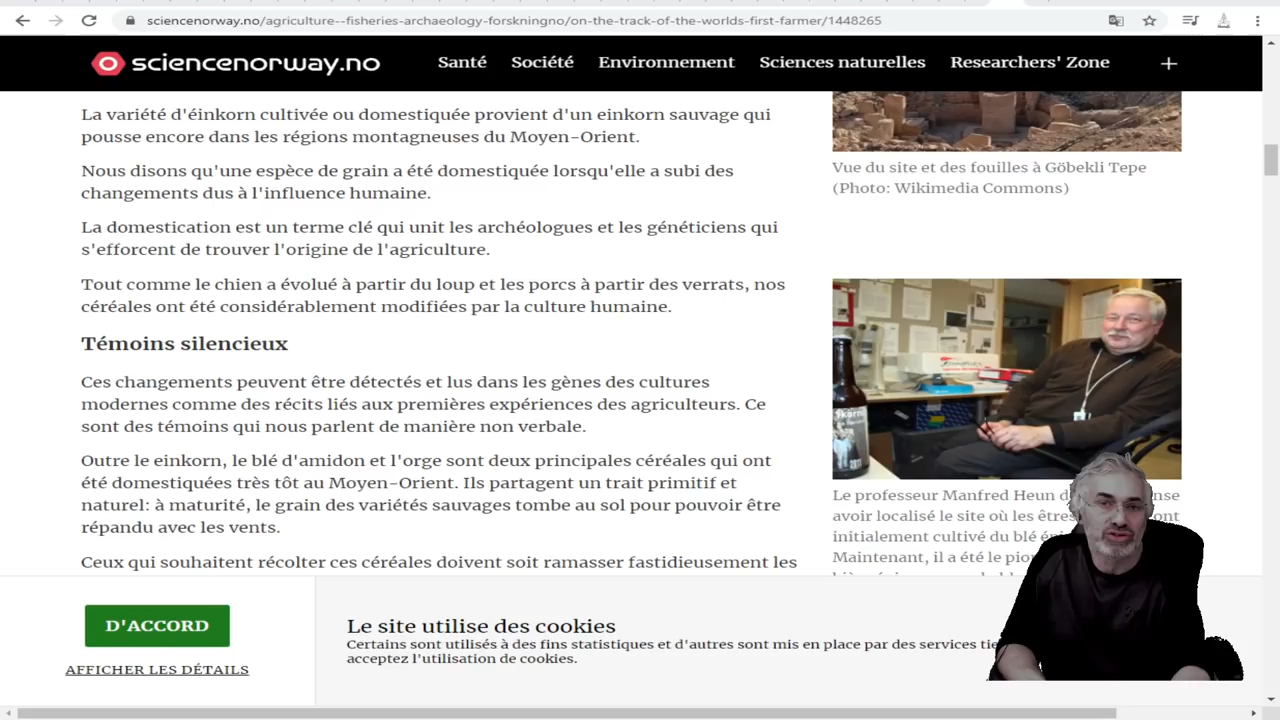 sciencenorway.no/agriculture--fisheries-archaeology-forskningno/on-the-track-of-the-worlds-first-farmer/1448265
sciencenorway.no
Santé Société Environnement Sciences naturelles Researchers' Zone
La variété d'éinkorn cultivée ou domestiquée provient d'un einkorn sauvage qui
pousse encore dans les régions montagneuses du Moyen-Orient.
Nous disons qu'une espèce de grain a été domestiquée lorsqu'elle a subi des
changements dus à l'influence humaine.
La domestication est un terme clé qui unit les archéologues et les généticiens qui
s'efforcent de trouver l'origine de l'agriculture.
Tout comme le chien a évolué à partir du loup et les porcs à partir des verrats, nos
céréales ont été considérablement modifiées par la culture humaine.
Témoins silencieux
Ces changements peuvent être détectés et lus dans les gènes des cultures
modernes comme les récits liés aux premières expériences des agriculteurs. Ce
sont des témoins qui nous parlent de manière non verbale.
Outre le einkorn, le blé d'amidon et l'orge sont deux principales céréales qui ont
été domestiquées très tôt au Moyen-Orient. Ils partagent un trait primitif et
naturel: à maturité, le grain des variétés sauvages tombe au sol pour pouvoir être
répandu avec les vents.
Ceux qui souhaitent récolter ces céréales doivent soit ramasser fastidieusement les
Vue du site et des fouilles à Göbekli Tepe
(Photo: Wikimedia Commons)
Le professeur Manfred Heun
avoir localisé le site où les
initialement cultivé du blé
Maintenant, il a été le
D'ACCORD
AFFICHER LES DÉTAILS
Le site utilise des cookies
Certains sont utilisés à des fins statistiques et d'autres sont mis en place par des services
acceptez l'utilisation de cookies.